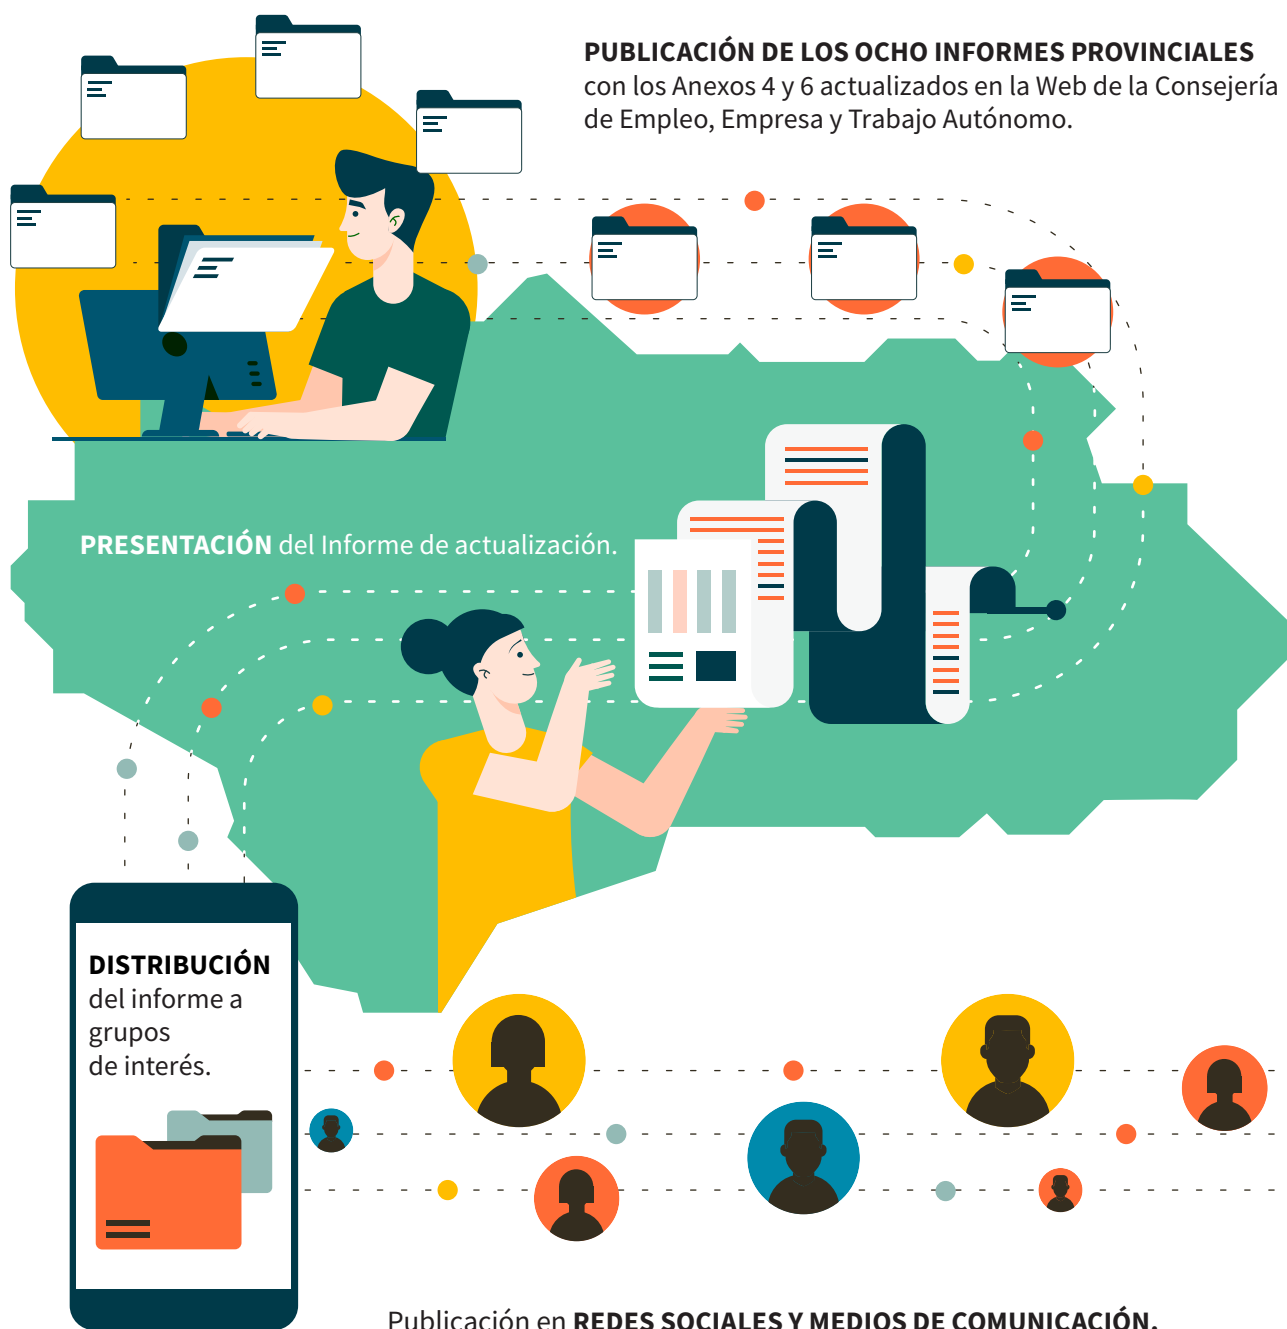 PUBLICACIÓN DE LOS OCHO INFORMES PROVINCIALES
con los Anexos 4 y 6 actualizados en la Web de la Consejería
de Empleo, Empresa y Trabajo Autónomo.
PRESENTACIÓN del Informe de actualización.
DISTRIBUCIÓN
del informe a
grupos
de interés.
Publicación en REDES SOCIALES Y MEDIOS DE COMUNICACIÓN.